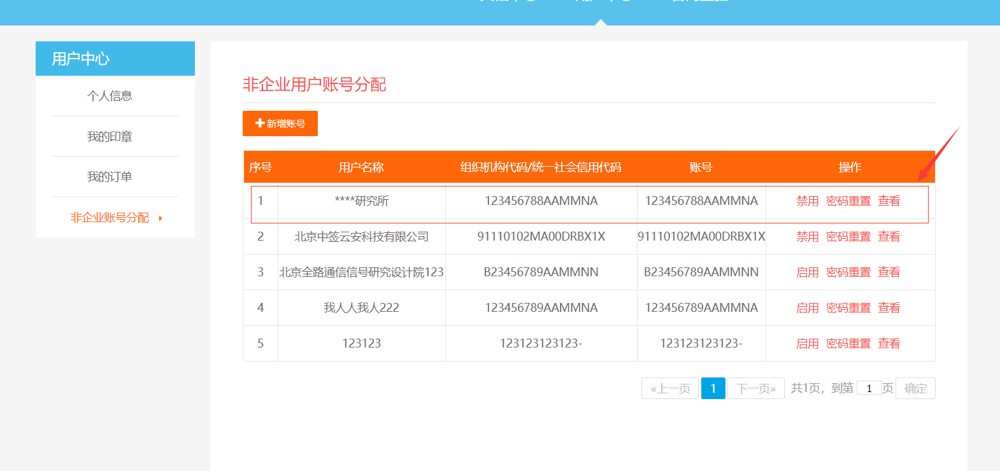 用户中心
个人信息
我的印章
我的订单
非企业账号分配
非企业用户账号分配
新增账号
序号 用户名称 组织机构代码/统一社会信用代码 账号 操作
1 ****研究所 123456788AAMMNA 123456788AAMMNA 禁用 密码重置 查看
2 北京中签云安科技有限公司 91110102MA00DRBX1X 91110102MA00DRBX1X 禁用 密码重置 查看
3 北京全路通信信号研究设计院123 B23456789AAMMNN B23456789AAMMNN 启用 密码重置 查看
4 我人人我人222 123456789AAMMNA 123456789AAMMNA 启用 密码重置 查看
5 123123 123123123123- 123123123123- 启用 密码重置 查看
«上一页 1 下一页» 共1页，到第 1 页 确定